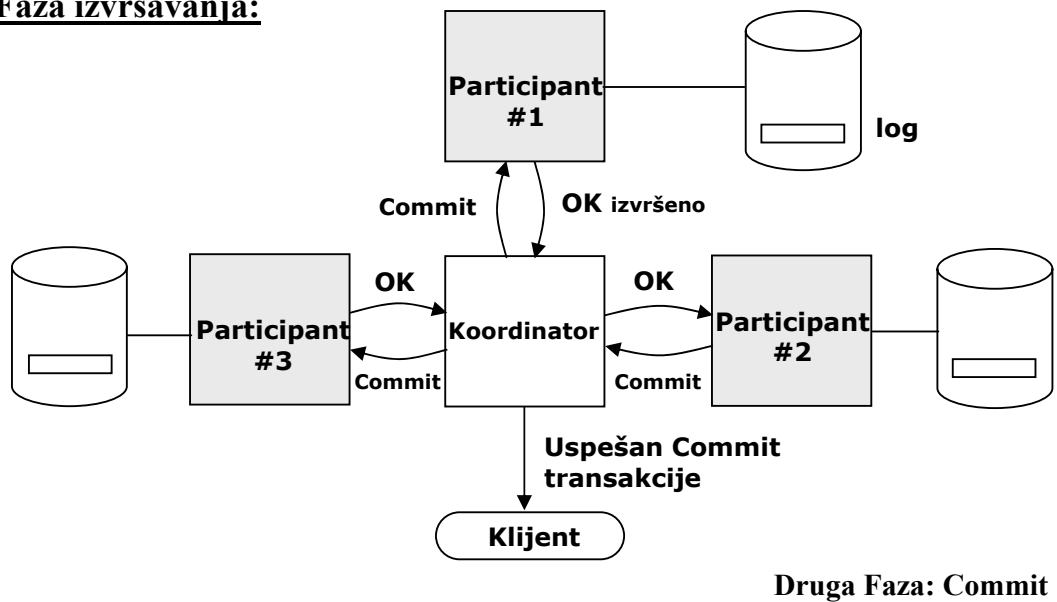 Faza izvršavanja:
Participant
#1
log
Commit
OK izvršeno
OK
OK
Participant
#3
Koordinator
Participant
#2
Commit
Commit
Uspešan Commit
transakcije
Klijent
Druga Faza: Commit